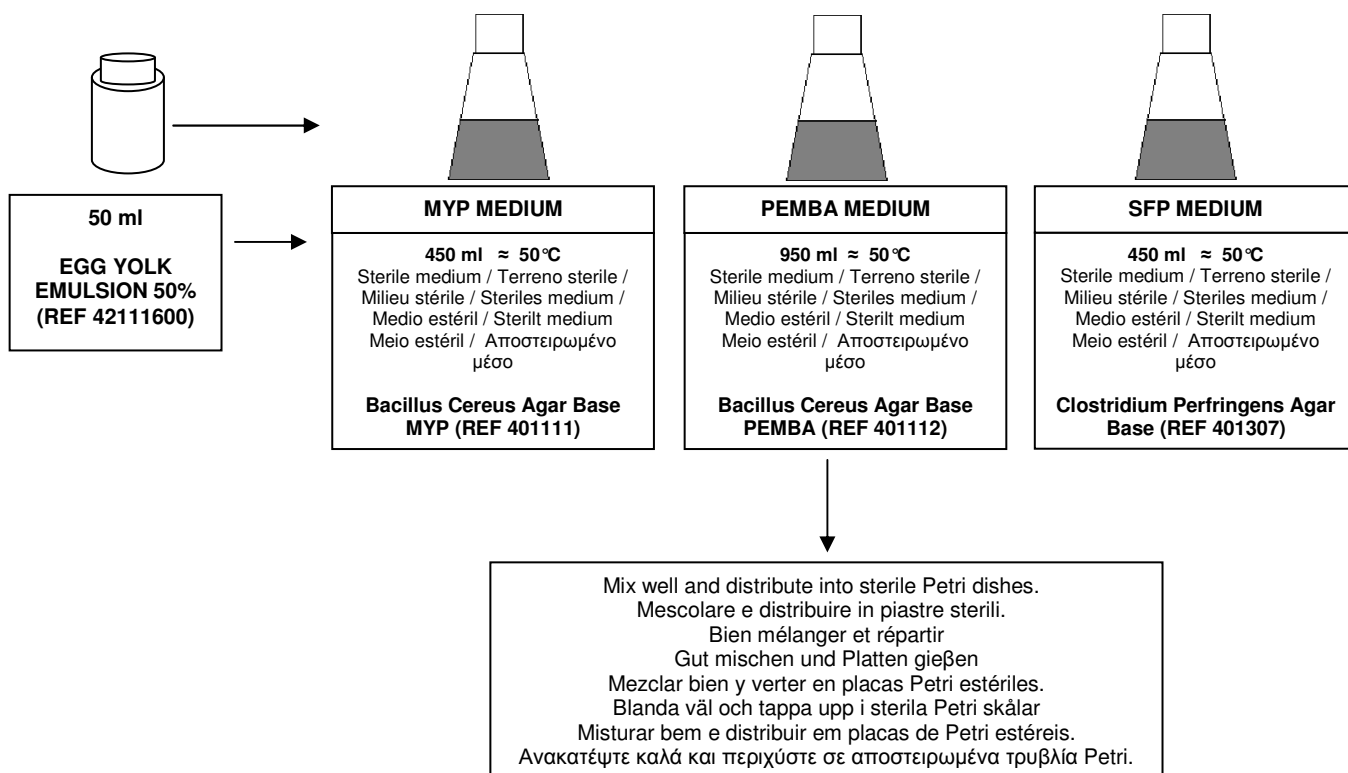 50 ml
EGG YOLK
EMULSION 50%
(REF 42111600)
MYP MEDIUM
450 ml ≈ 50°C
Sterile medium / Terreno sterile /
Milieu stérile / Steriles medium /
Medio estéril / Sterilt medium
Meio estéril / Αποστειρωμένο
μέσο
Bacillus Cereus Agar Base
MYP (REF 401111)
PEMBA MEDIUM
950 ml ≈ 50°C
Sterile medium / Terreno sterile /
Milieu stérile / Steriles medium /
Medio estéril / Sterilt medium
Meio estéril / Αποστειρωμένο
μέσο
Bacillus Cereus Agar Base
PEMBA (REF 401112)
SFP MEDIUM
450 ml ≈ 50°C
Sterile medium / Terreno sterile /
Milieu stérile / Steriles medium /
Medio estéril / Sterilt medium
Meio estéril / Αποστειρωμένο
μέσο
Clostridium Perfringens Agar
Base (REF 401307)
Mix well and distribute into sterile Petri dishes.
Mescolare e distribuire in piastre sterili.
Bien mélanger et répartir
Gut mischen und Platten gieβen
Mezclar bien y verter en placas Petri estériles.
Blanda väl och tappa upp i sterila Petri skålar
Misturar bem e distribuir em placas de Petri estéreis.
Ανακατέψτε καλά και περιχύστε σε αποστειρωμένα τρυβλία Petri.